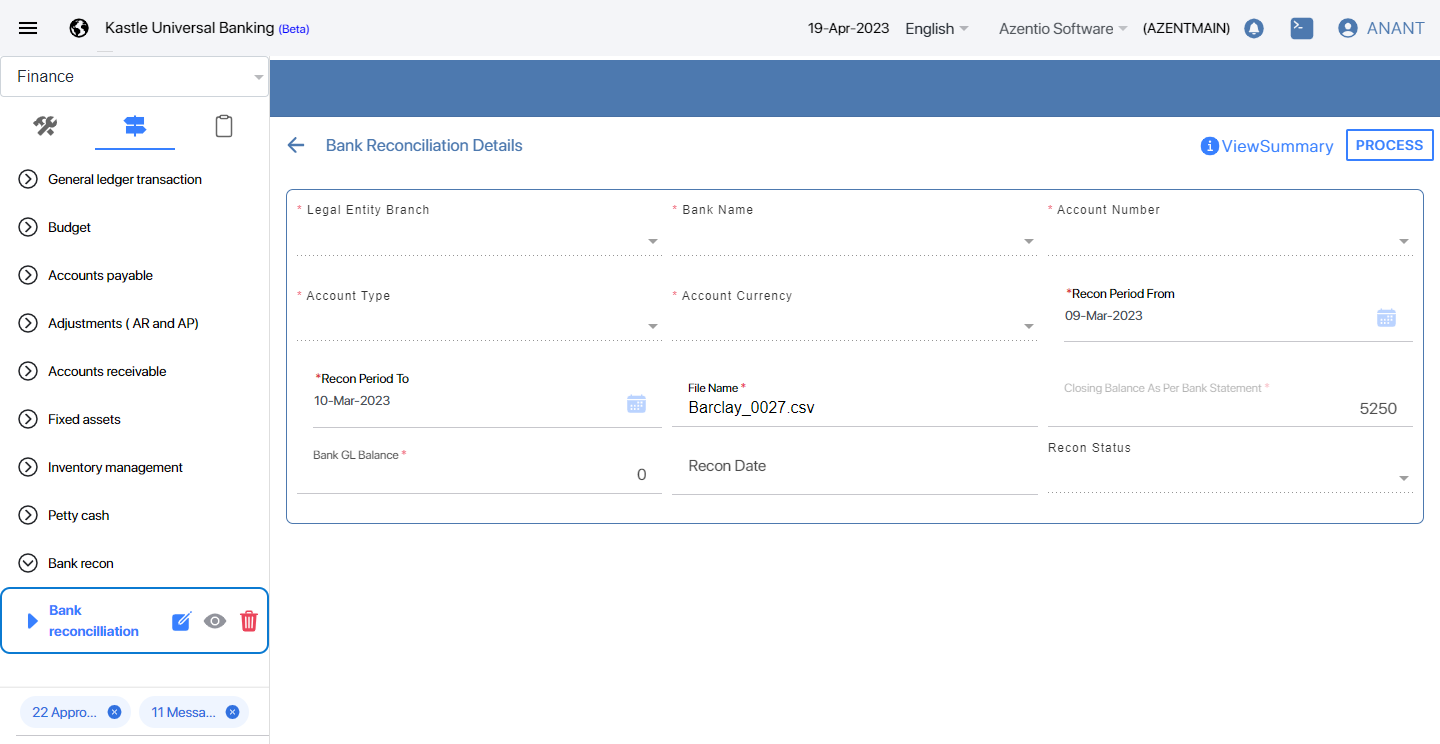 Kastle Universal Banking (Beta)
19-Apr-2023
English
Azentio Software
(AZENTMAIN)
ANANT
Finance
General ledger transaction
Budget
Accounts payable
Adjustments ( AR and AP)
Accounts receivable
Fixed assets
Inventory management
Petty cash
Bank recon
Bank
reconcilliation
22 Appro...
11 Messa...
Bank Reconciliation Details
ViewSummary
PROCESS
* Legal Entity Branch
* Bank Name
* Account Number
* Account Type
* Account Currency
*Recon Period From
09-Mar-2023
*Recon Period To
10-Mar-2023
File Name *
Barclay_0027.csv
Closing Balance As Per Bank Statement *
5250
Bank GL Balance *
0
Recon Date
Recon Status